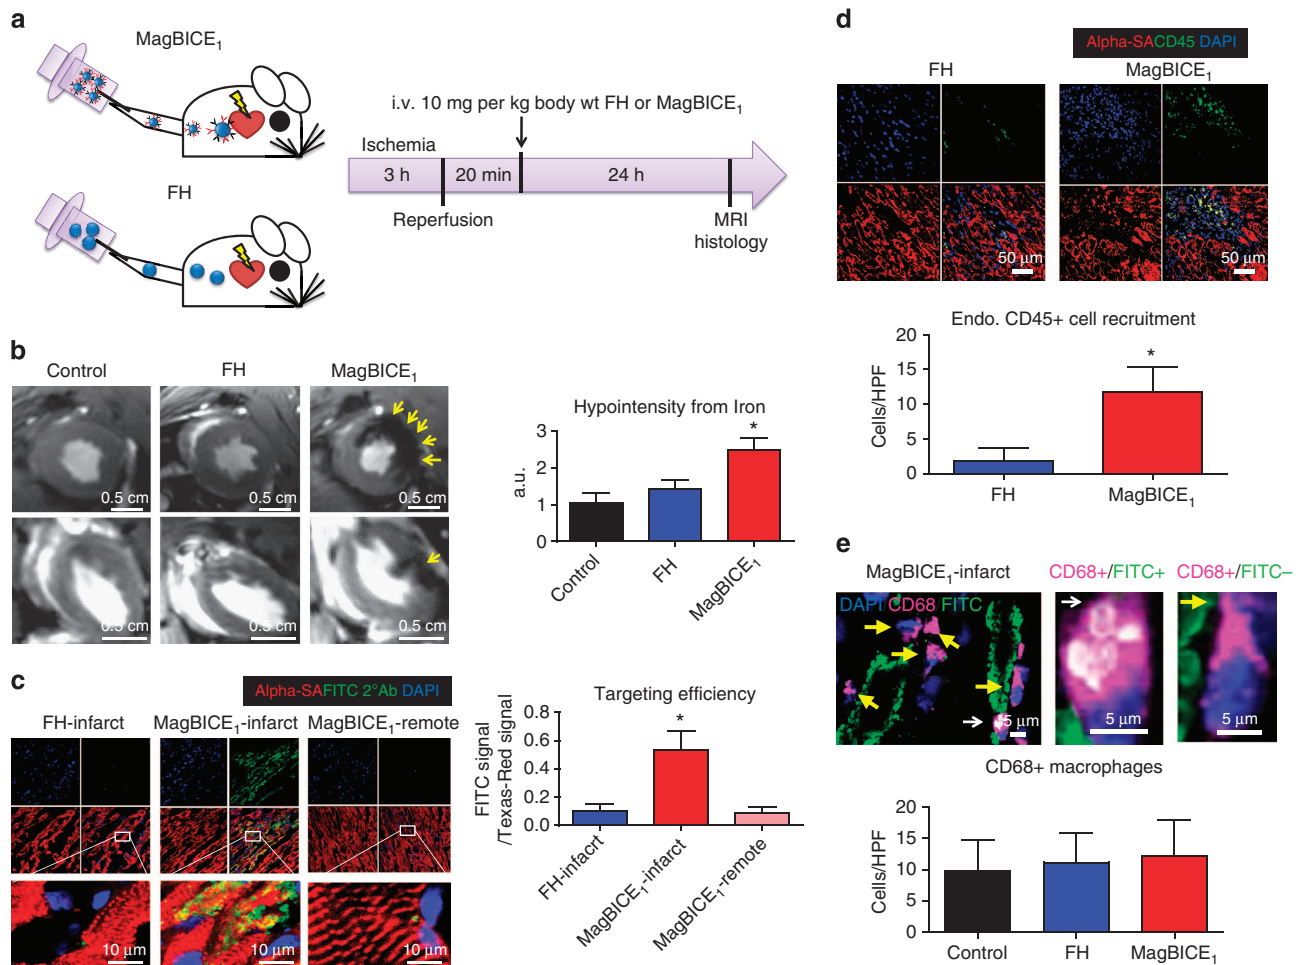 a
MagBICE₁
FH
i.v. 10 mg per kg body wt FH or MagBICE₁
Ischemia
3 h
20 min
24 h
Reperfusion
MRI
histology
b
Control
FH
MagBICE₁
0.5 cm
0.5 cm
0.5 cm
0.5 cm
0.5 cm
0.5 cm
Hypointensity from Iron
a.u.
3
2
1
0
*
Control
FH
MagBICE₁
c
Alpha-SAFITC 2°Ab DAPI
FH-infarct
MagBICE₁-infarct
MagBICE₁-remote
10 µm
10 µm
10 µm
Targeting efficiency
FITC signal
/Texas-Red signal
0.8
0.6
0.4
0.2
0.0
*
FH-infacrt
MagBICE₁-infarct
MagBICE₁-remote
d
Alpha-SACD45 DAPI
FH
MagBICE₁
50 µm
50 µm
Endo. CD45+ cell recruitment
Cells/HPF
20
15
10
5
0
*
FH
MagBICE₁
e
MagBICE₁-infarct
CD68+/FITC+
CD68+/FITC−
DAPI CD68 FITC
5 µm
5 µm
5 µm
CD68+ macrophages
Cells/HPF
20
15
10
5
0
Control
FH
MagBICE₁